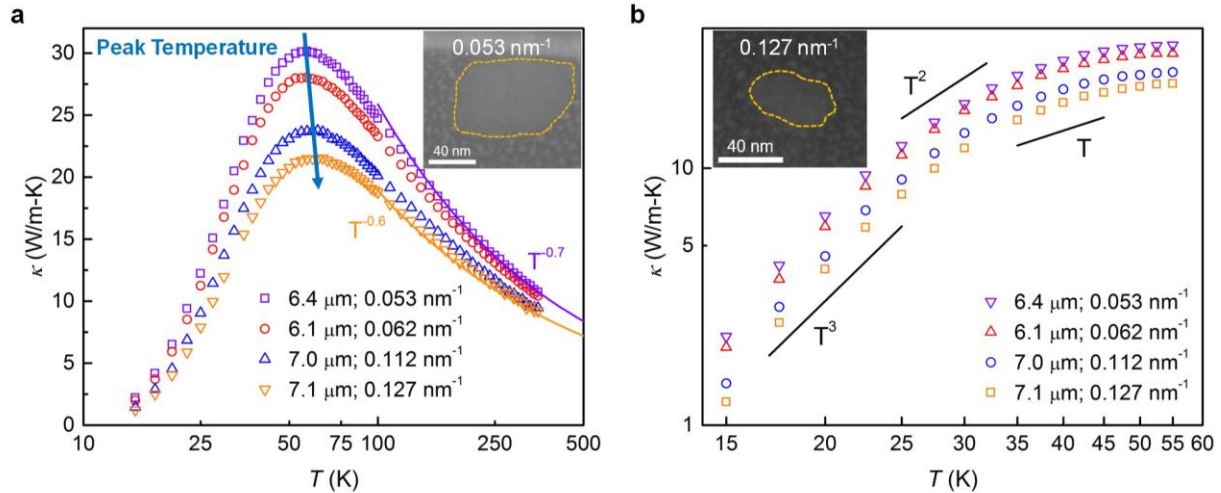 a
Peak Temperature
0.053 nm⁻¹
40 nm
T⁻⁰·⁶
T⁻⁰·⁷
6.4 μm; 0.053 nm⁻¹
6.1 μm; 0.062 nm⁻¹
7.0 μm; 0.112 nm⁻¹
7.1 μm; 0.127 nm⁻¹
κ (W/m-K)
30
25
20
15
10
5
0
10 25 50 75 100 250 500
T (K)
b
0.127 nm⁻¹
40 nm
T²
T
T³
6.4 μm; 0.053 nm⁻¹
6.1 μm; 0.062 nm⁻¹
7.0 μm; 0.112 nm⁻¹
7.1 μm; 0.127 nm⁻¹
κ (W/m-K)
10
5
1
15 20 25 30 35 40 45 50 55 60
T (K)